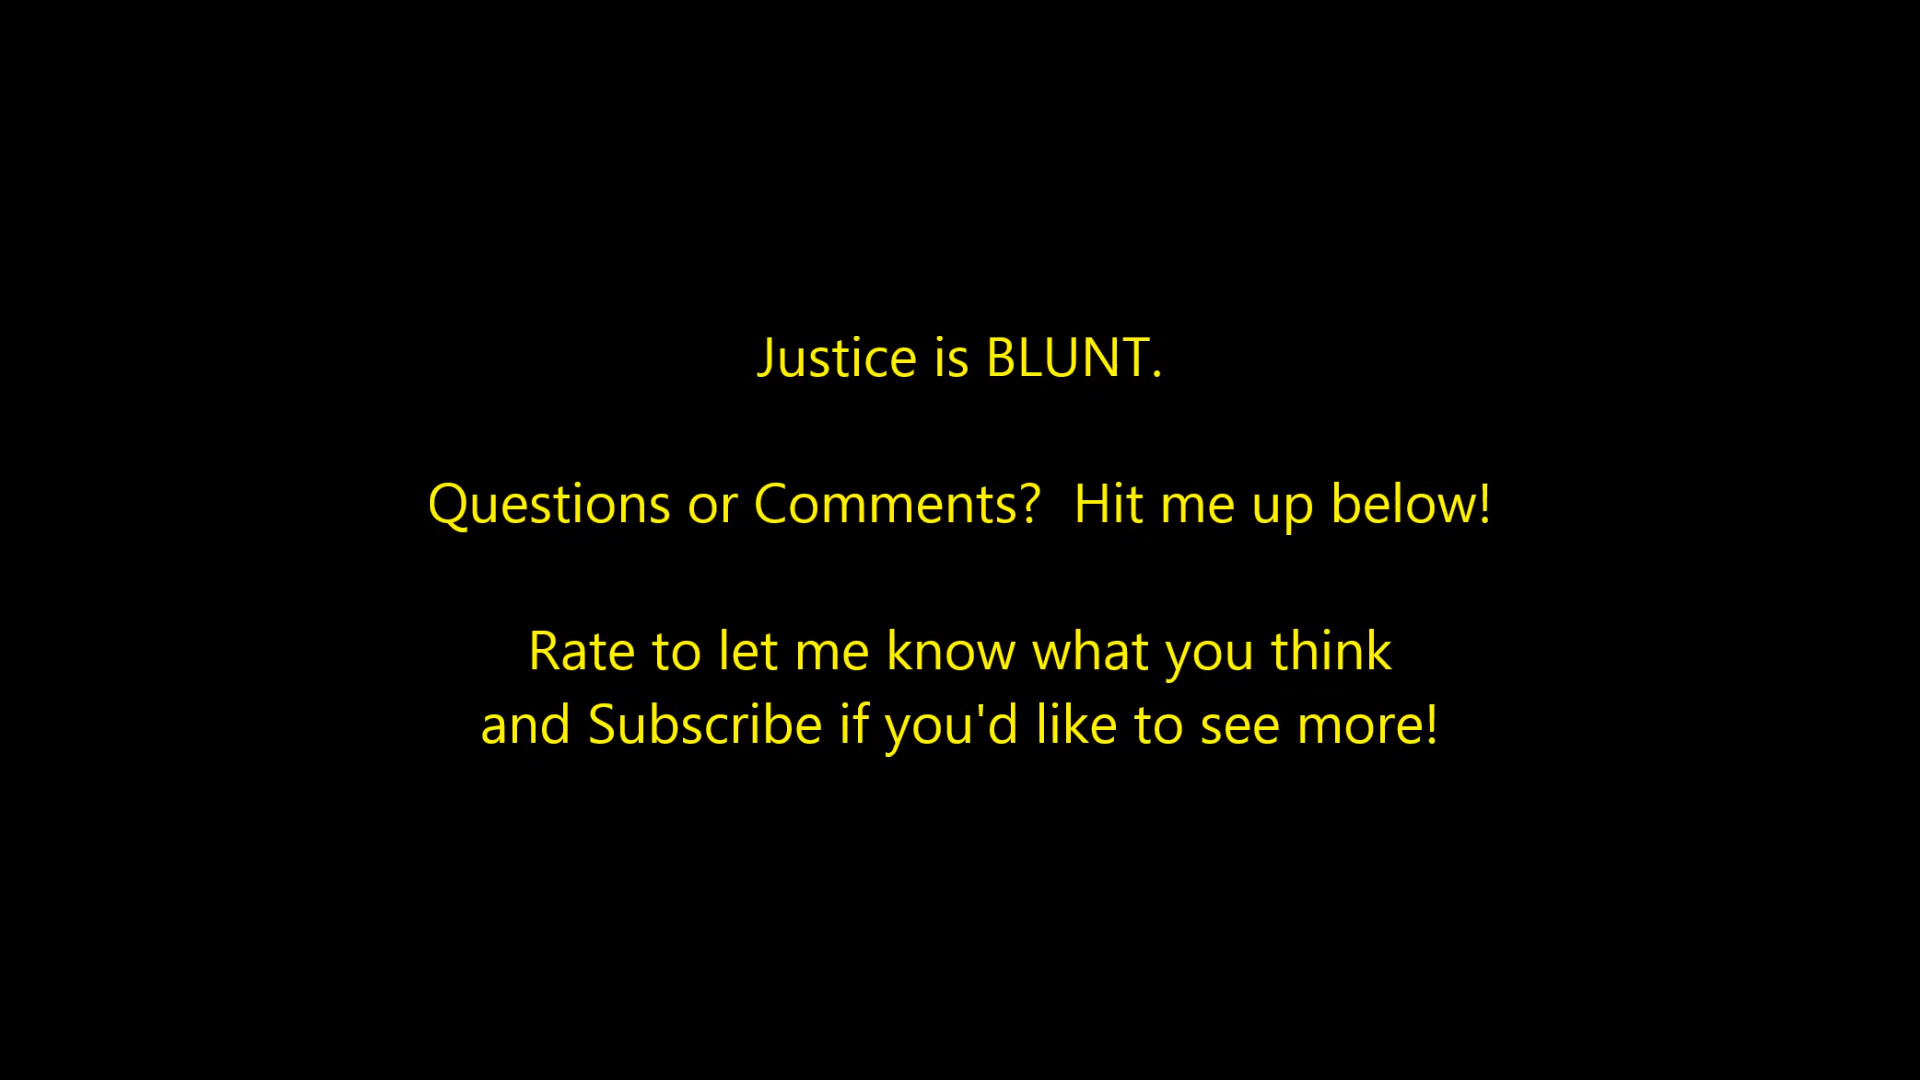 Justice is BLUNT.
Questions or Comments?  Hit me up below!
Rate to let me know what you think
and Subscribe if you'd like to see more!